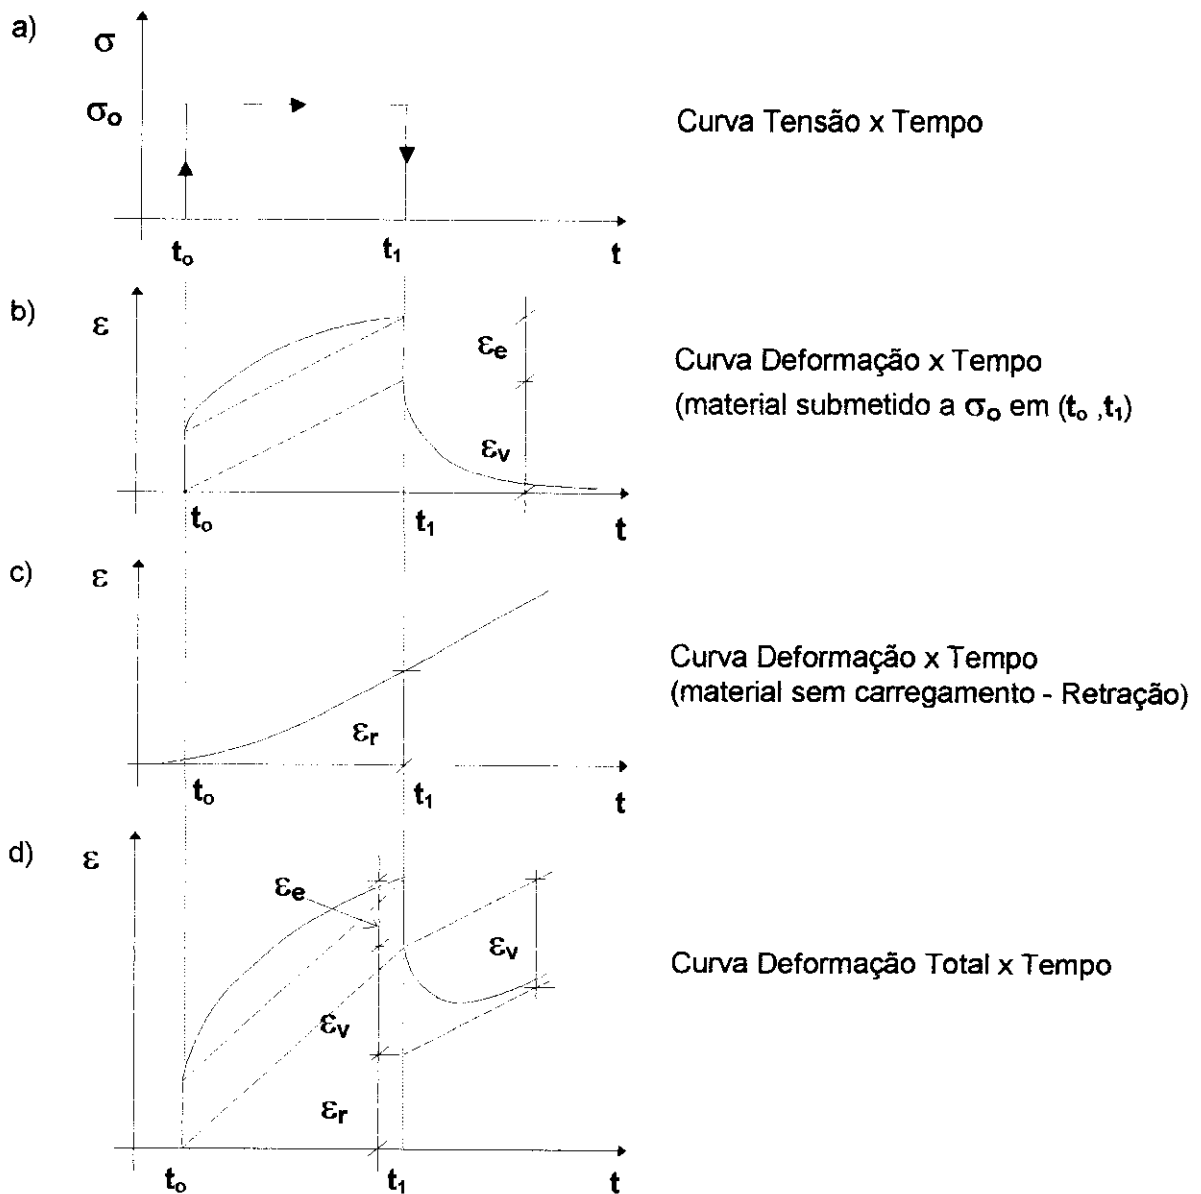 a)
σ
σo
Curva Tensão x Tempo
to
t1
t
b)
ε
εe
Curva Deformação x Tempo
(material submetido a σo em (to ,t1)
εv
to
t1
t
c)
ε
Curva Deformação x Tempo
(material sem carregamento - Retração)
εr
to
t1
t
d)
ε
εe
εv
Curva Deformação Total x Tempo
εv
εr
to
t1
t